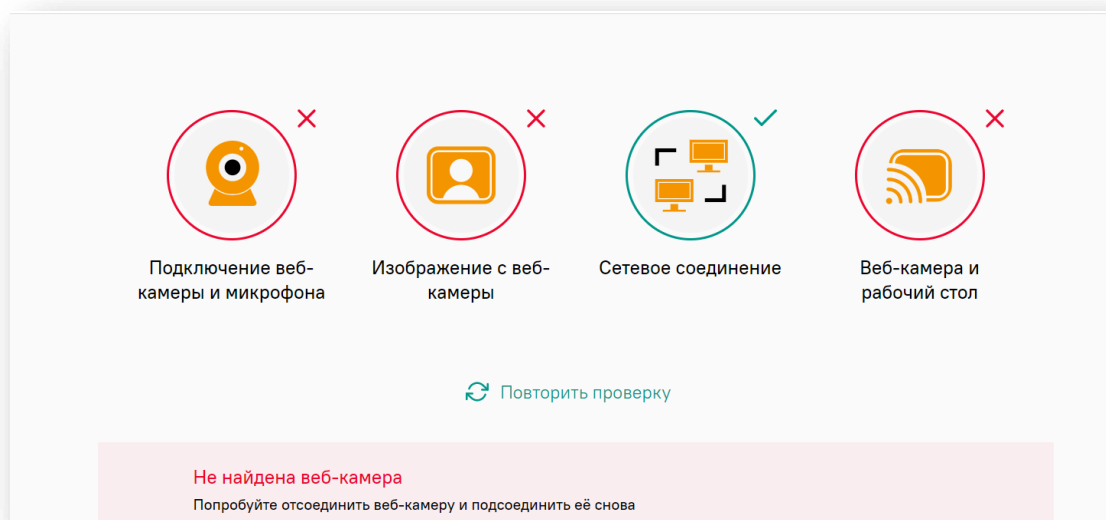 Подключение веб-
камеры и микрофона
Изображение с веб-
камеры
Сетевое соединение
Веб-камера и
рабочий стол
Повторить проверку
Не найдена веб-камера
Попробуйте отсоединить веб-камеру и подсоединить её снова